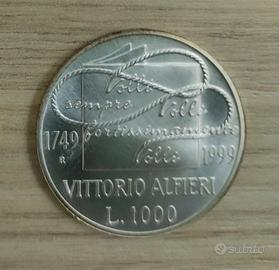 Volli
sempre
Volli
fortissimamente
Volli
1749
R
1999
VITTORIO ALFIERI
L. 1000
subito